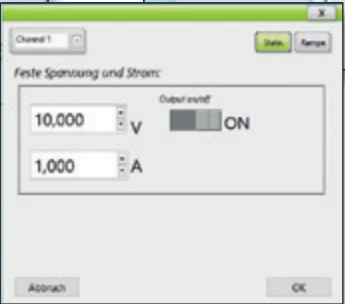 X
Channel 1
Static
Rampe
Feste Spannung und Strom:
Output on/off
10,000 V
ON
1,000 A
Abbruch
OK